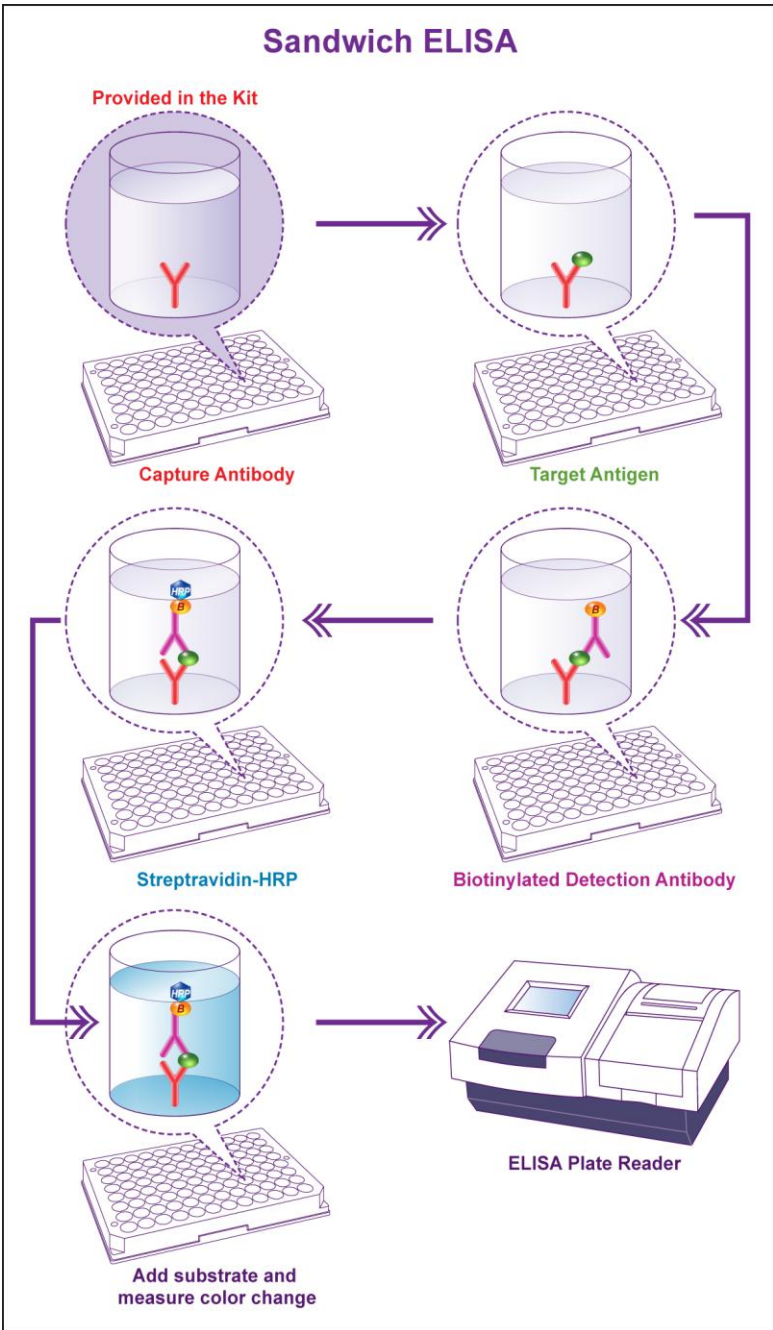 Sandwich ELISA
Provided in the Kit
Capture Antibody
Target Antigen
HRP
B
B
Streptravidin-HRP
Biotinylated Detection Antibody
HRP
B
Add substrate and
measure color change
ELISA Plate Reader